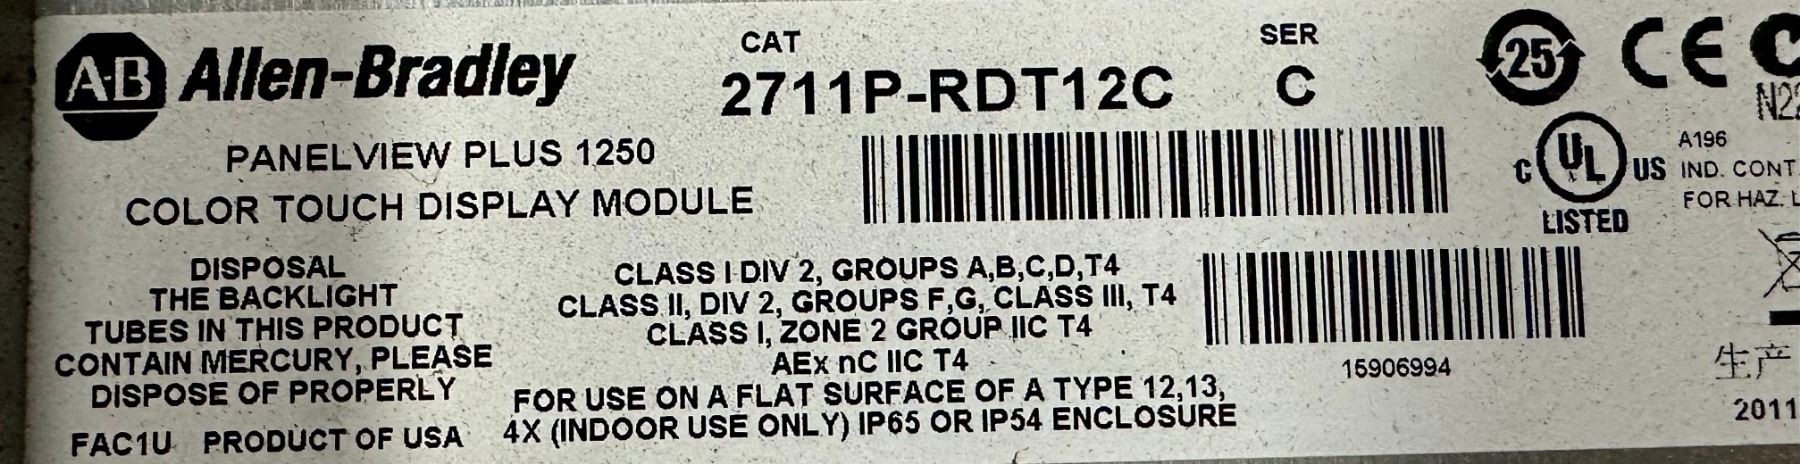 AB Allen-Bradley
CAT
2711P-RDT12C
SER
C
25
CE
N22
PANELVIEW PLUS 1250
COLOR TOUCH DISPLAY MODULE
C UL US
LISTED
A196
IND. CONT.
FOR HAZ. L
DISPOSAL
THE BACKLIGHT
TUBES IN THIS PRODUCT
CONTAIN MERCURY, PLEASE
DISPOSE OF PROPERLY
FAC1U PRODUCT OF USA
CLASS I DIV 2, GROUPS A,B,C,D,T4
CLASS II, DIV 2, GROUPS F,G, CLASS III, T4
CLASS I, ZONE 2 GROUP IIC T4
AEx nC IIC T4
FOR USE ON A FLAT SURFACE OF A TYPE 12,13,
4X (INDOOR USE ONLY) IP65 OR IP54 ENCLOSURE
15906994
生产
2011